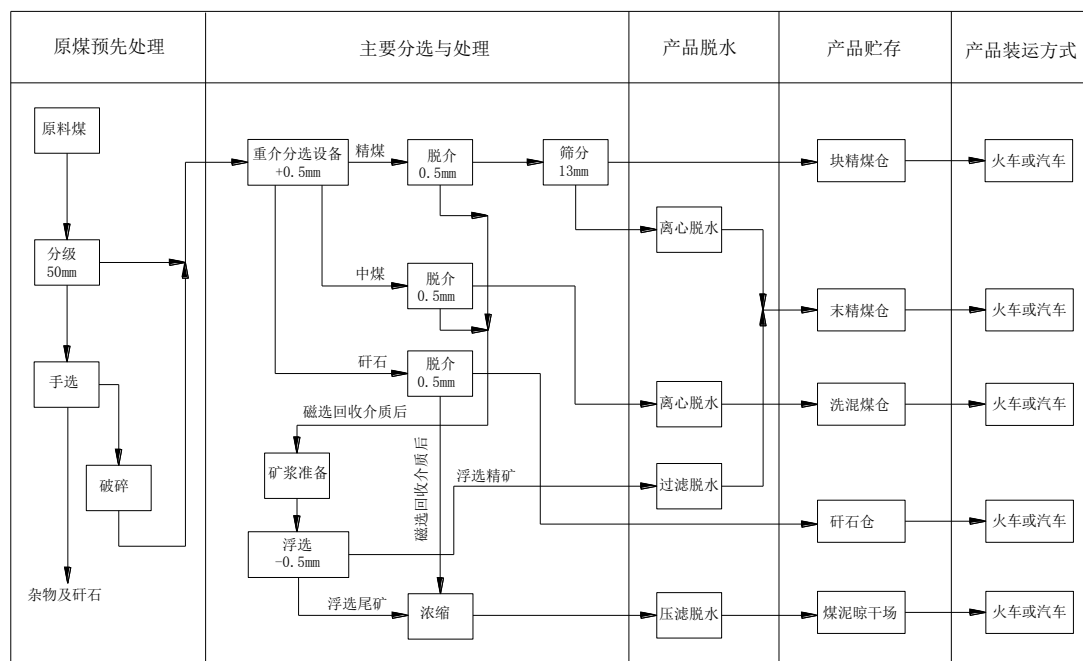 原煤预先处理
主要分选与处理
产品脱水
产品贮存
产品装运方式
原料煤
分级
50mm
手选
破碎
杂物及矸石
重介分选设备
+0.5mm
精煤
脱介
0.5mm
筛分
13mm
中煤
脱介
0.5mm
矸石
脱介
0.5mm
磁选回收介质后
磁选回收介质后
矿浆准备
浮选
-0.5mm
浮选精矿
浮选尾矿
浓缩
离心脱水
离心脱水
过滤脱水
压滤脱水
块精煤仓
末精煤仓
洗混煤仓
矸石仓
煤泥晾干场
火车或汽车
火车或汽车
火车或汽车
火车或汽车
火车或汽车